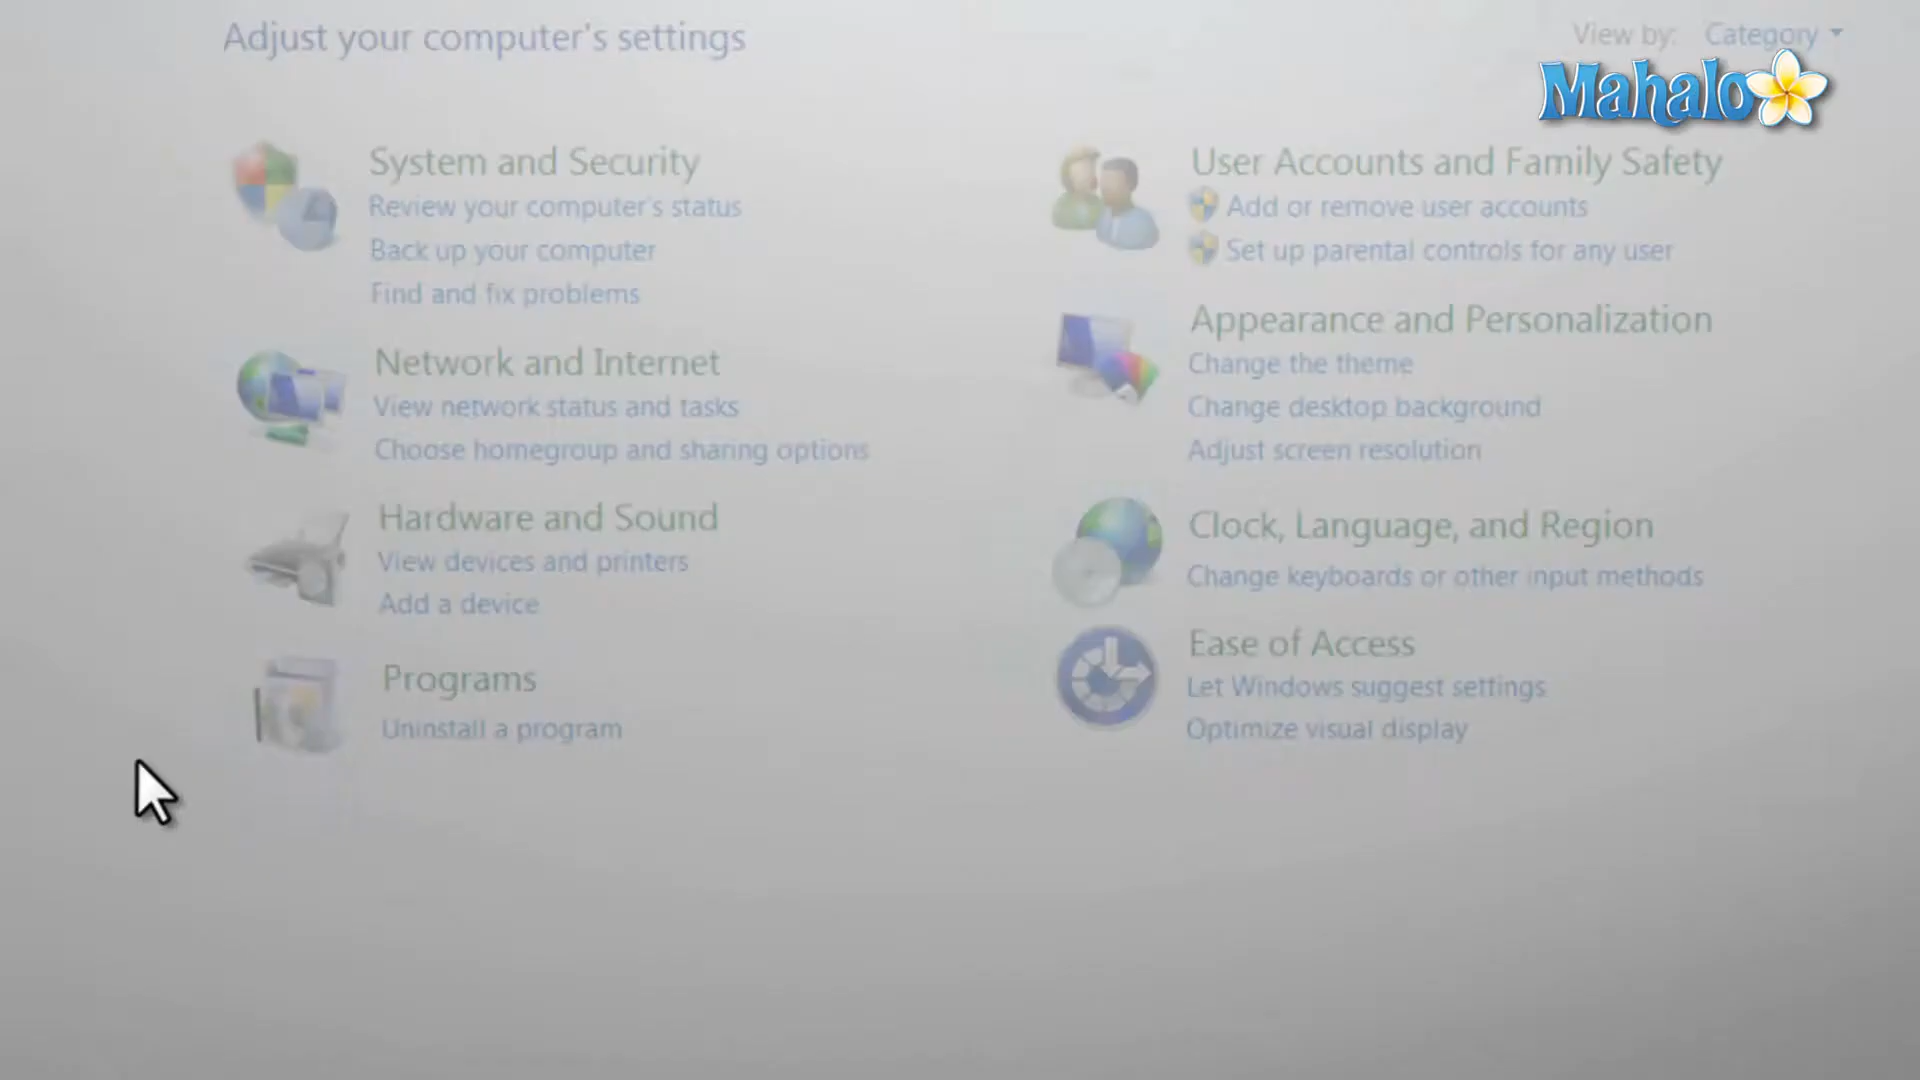 Adjust your computer's settings
View by: Category
Mahalo
System and Security
Review your computer's status
Back up your computer
Find and fix problems
Network and Internet
View network status and tasks
Choose homegroup and sharing options
Hardware and Sound
View devices and printers
Add a device
Programs
Uninstall a program
User Accounts and Family Safety
Add or remove user accounts
Set up parental controls for any user
Appearance and Personalization
Change the theme
Change desktop background
Adjust screen resolution
Clock, Language, and Region
Change keyboards or other input methods
Ease of Access
Let Windows suggest settings
Optimize visual display